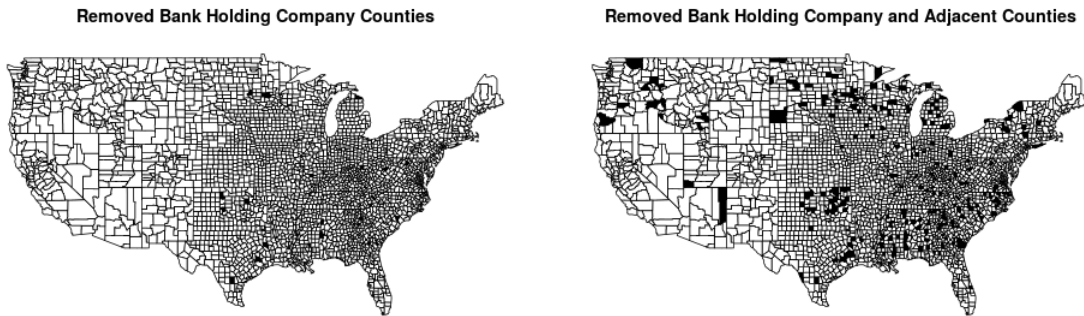 Removed Bank Holding Company Counties
Removed Bank Holding Company and Adjacent Counties